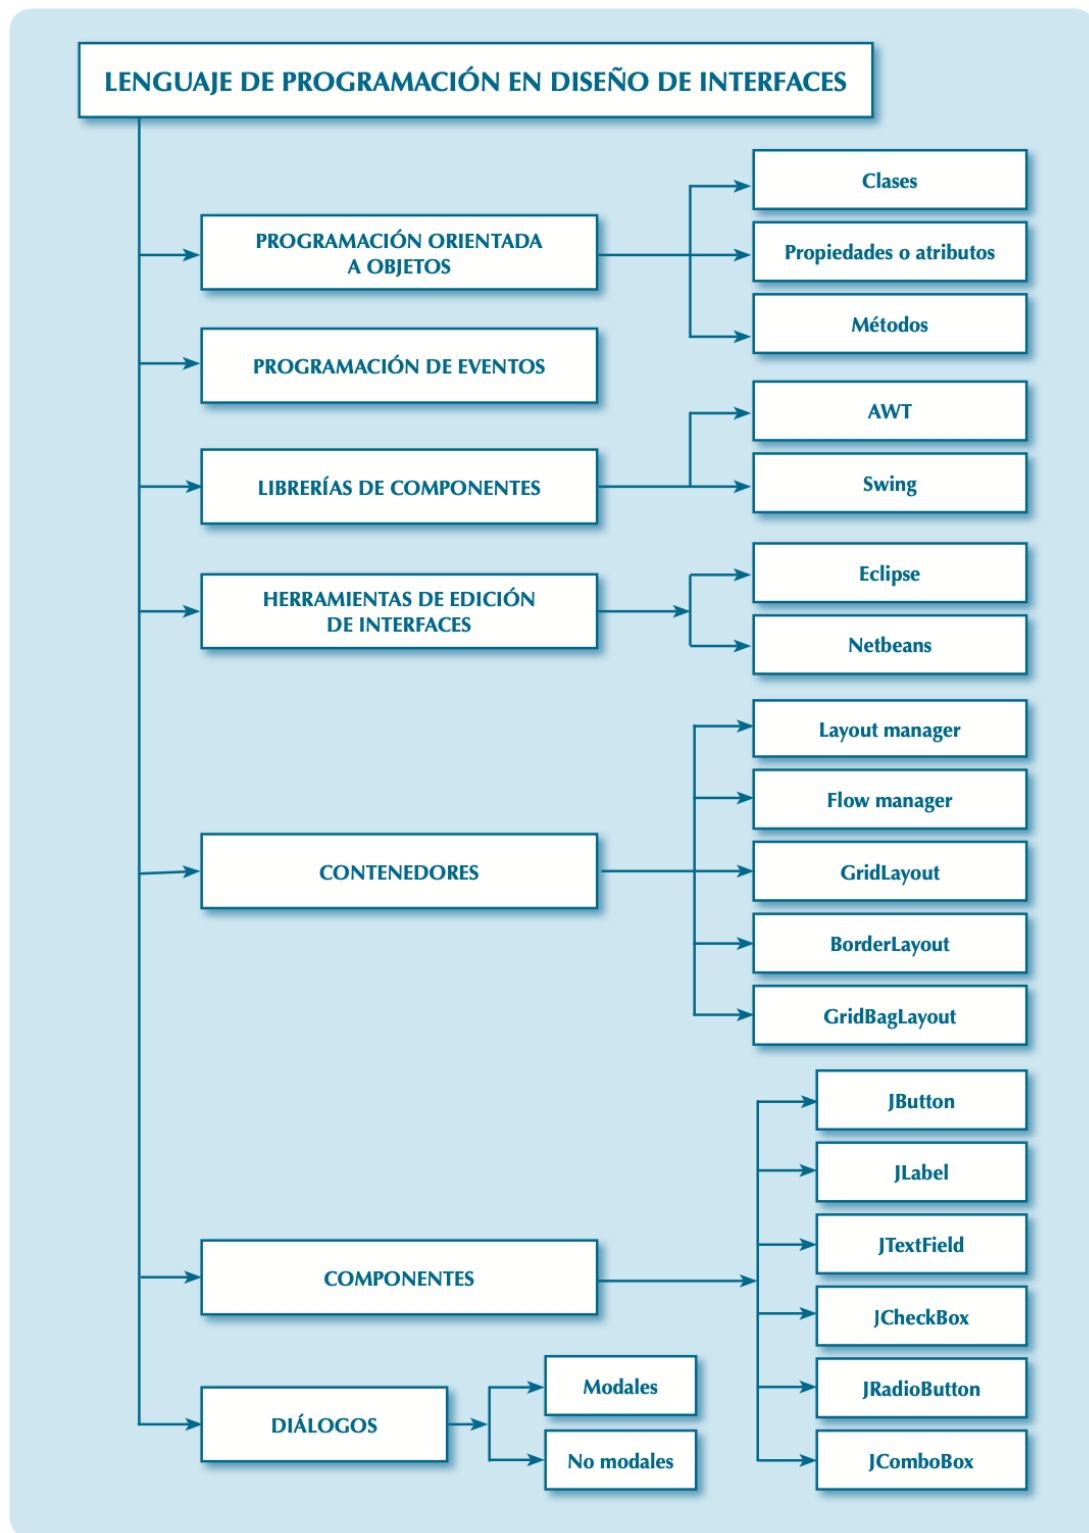 LENGUAJE DE PROGRAMACIÓN EN DISEÑO DE INTERFACES
PROGRAMACIÓN ORIENTADA
A OBJETOS
Clases
Propiedades o atributos
Métodos
PROGRAMACIÓN DE EVENTOS
LIBRERÍAS DE COMPONENTES
AWT
Swing
HERRAMIENTAS DE EDICIÓN
DE INTERFACES
Eclipse
Netbeans
CONTENEDORES
Layout manager
Flow manager
GridLayout
BorderLayout
GridBagLayout
COMPONENTES
JButton
JLabel
JTextField
JCheckBox
JRadioButton
JComboBox
DIÁLOGOS
Modales
No modales